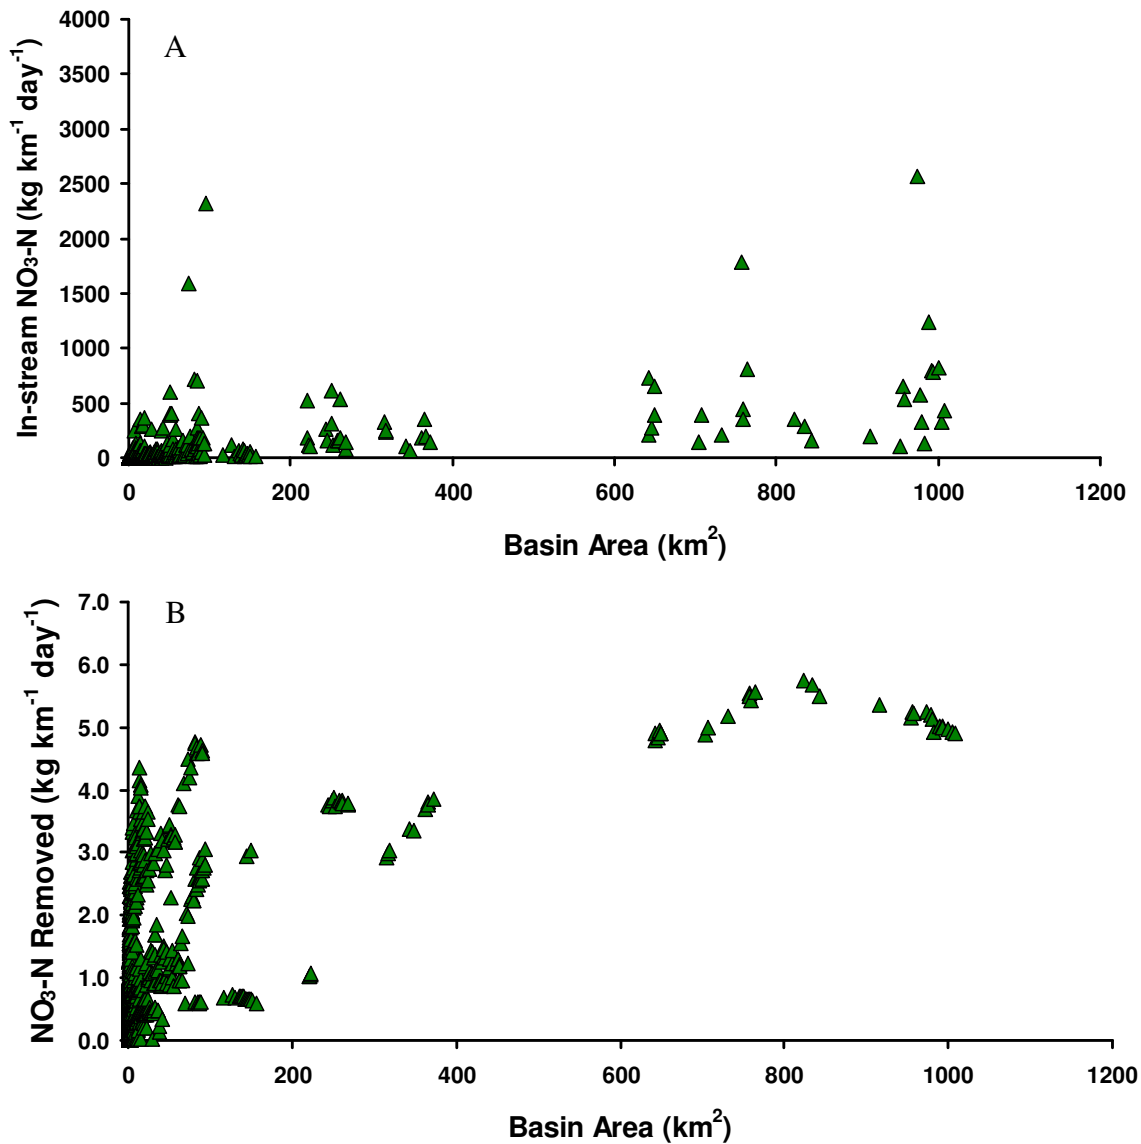 A
In-stream NO₃-N (kg km⁻¹ day⁻¹)
4000
3500
3000
2500
2000
1500
1000
500
0
0 200 400 600 800 1000 1200
Basin Area (km²)
B
NO₃-N Removed (kg km⁻¹ day⁻¹)
7.0
6.0
5.0
4.0
3.0
2.0
1.0
0.0
0 200 400 600 800 1000 1200
Basin Area (km²)